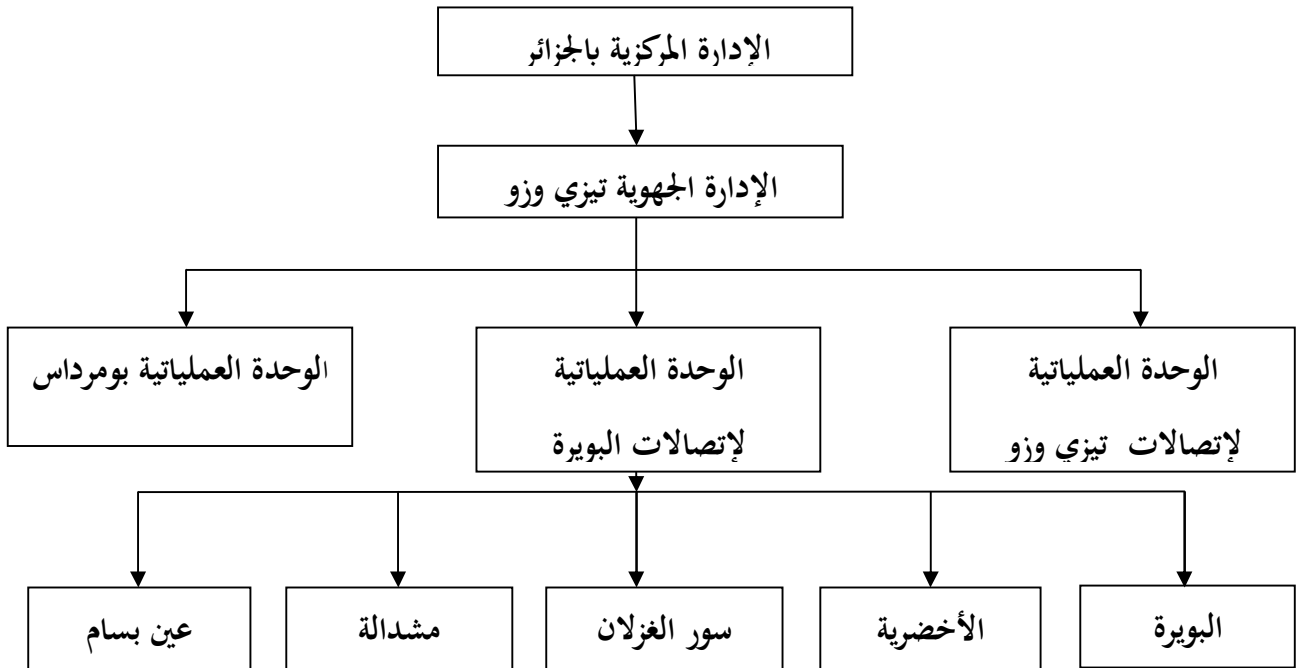 الإدارة المركزية بالجزائر
الإدارة الجهوية تيزي وزو
الوحدة العملياتية
لإتصالات تيزي وزو
الوحدة العملياتية
لإتصالات البويرة
الوحدة العملياتية بومرداس
البويرة
الأخضرية
سور الغزلان
مشدالة
عين بسام